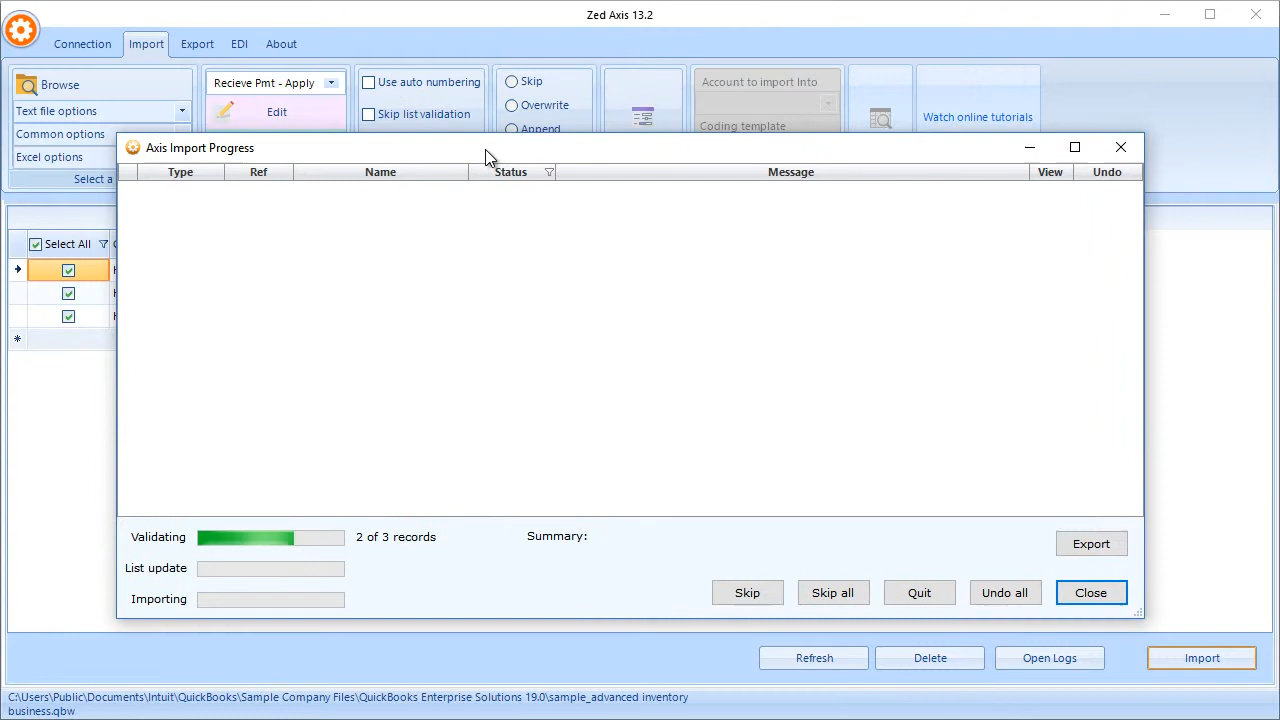 Zed Axis 13.2
Connection Import Export EDI About
Browse
Text file options
Common options
Excel options
Select a
Recieve Pmt - Apply
Edit
Use auto numbering
Skip list validation
Skip
Overwrite
Append
Account to import Into
Coding template
Watch online tutorials
Axis Import Progress
Type Ref Name Status Message View Undo
Select All
Validating 2 of 3 records Summary:
List update
Importing
Export
Skip Skip all Quit Undo all Close
Refresh Delete Open Logs Import
C:\Users\Public\Documents\Intuit\QuickBooks\Sample Company Files\QuickBooks Enterprise Solutions 19.0\sample_advanced inventory
business.qbw